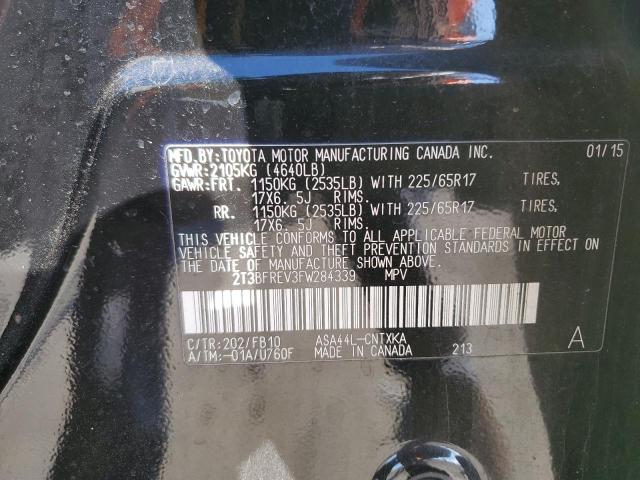 MFD.BY:TOYOTA MOTOR MANUFACTURING CANADA INC. 01/15
GVWR:2105KG (4640LB)
GAWR:FRT. 1150KG (2535LB) WITH 225/65R17 TIRES,
17X6. 5J RIMS.
RR. 1150KG (2535LB) WITH 225/65R17 TIRES,
17X6. 5J RIMS.
THIS VEHICLE CONFORMS TO ALL APPLICABLE FEDERAL MOTOR
VEHICLE SAFETY AND THEFT PREVENTION STANDARDS IN EFFECT ON
THE DATE OF MANUFACTURE SHOWN ABOVE.
2T3BFREV3FW284339 MPV
C/TR:202/FB10 ASA44L-CNTXKA A
A/TM:-01A/U760F MADE IN CANADA 213